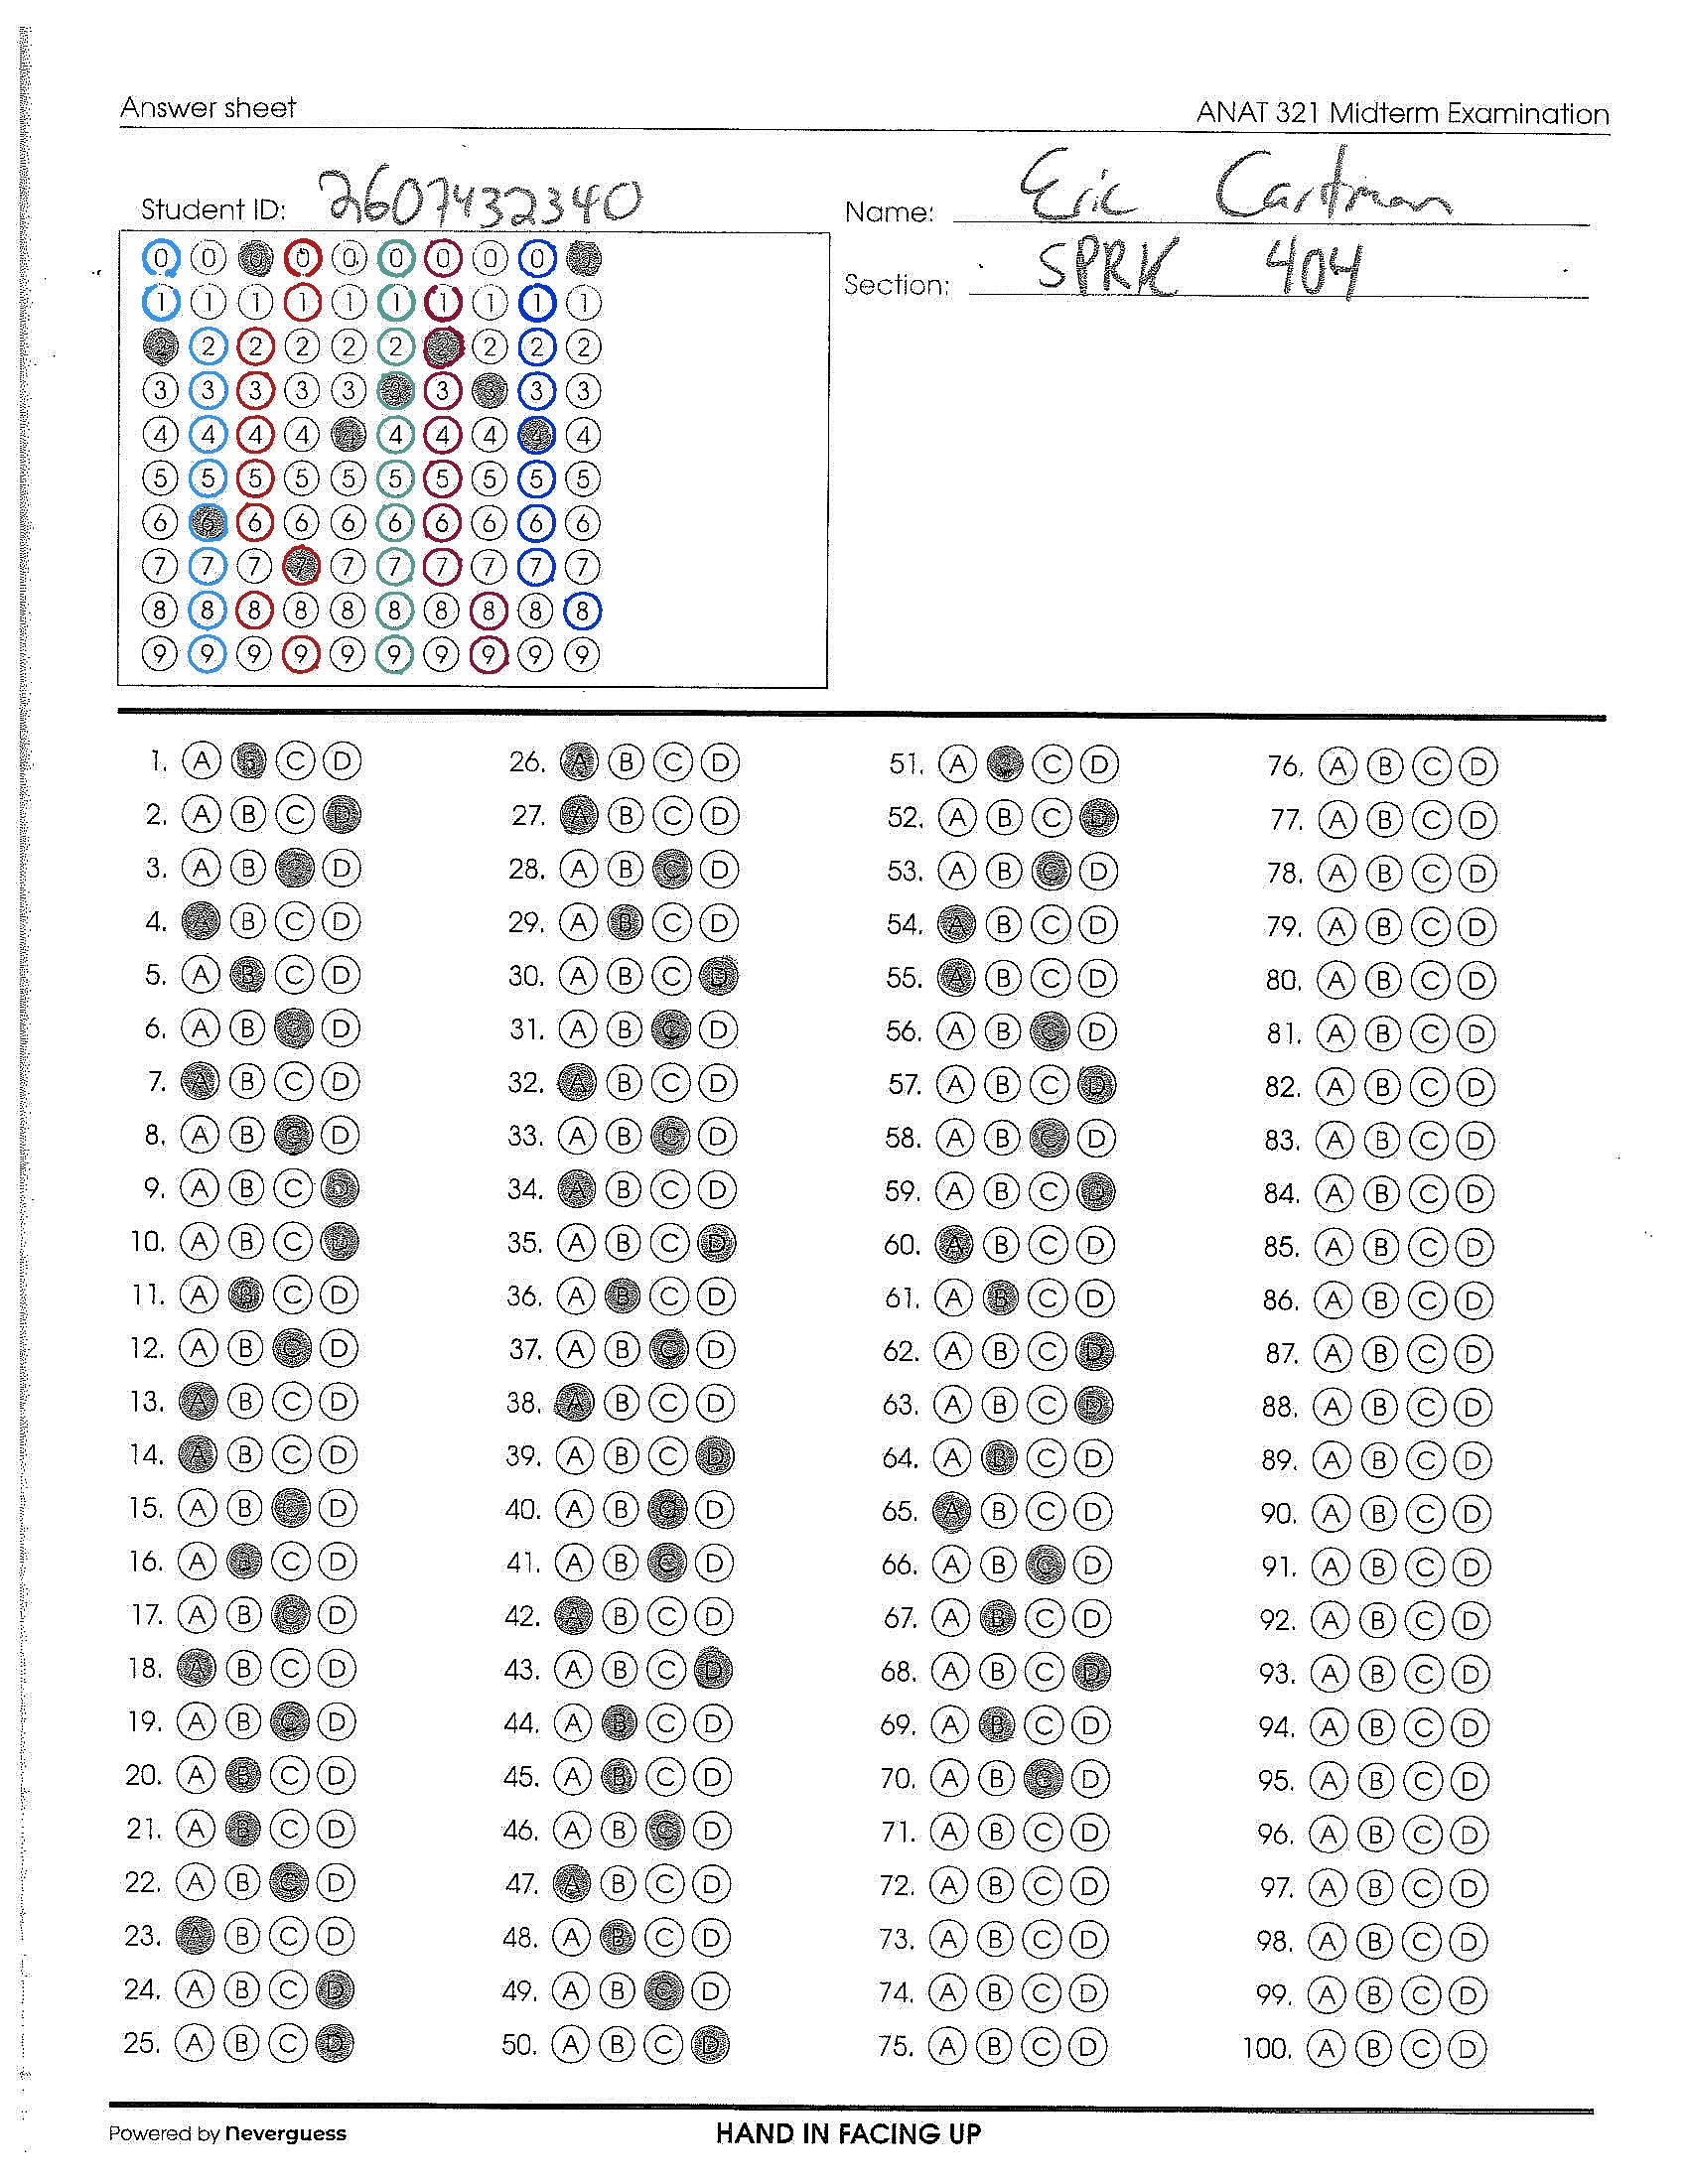 Answer sheet ANAT 321 Midterm Examination
Student ID: 2607432340 Name: Eric Cartman
Section: SPRK 404
0 0 0 0 0 0 0 0 0 0
1 1 1 1 1 1 1 1 1 1
2 2 2 2 2 2 2 2 2 2
3 3 3 3 3 3 3 3 3 3
4 4 4 4 4 4 4 4 4 4
5 5 5 5 5 5 5 5 5 5
6 6 6 6 6 6 6 6 6 6
7 7 7 7 7 7 7 7 7 7
8 8 8 8 8 8 8 8 8 8
9 9 9 9 9 9 9 9 9 9
1. A B C D 26. A B C D 51. A B C D 76. A B C D
2. A B C D 27. A B C D 52. A B C D 77. A B C D
3. A B C D 28. A B C D 53. A B C D 78. A B C D
4. A B C D 29. A B C D 54. A B C D 79. A B C D
5. A B C D 30. A B C D 55. A B C D 80. A B C D
6. A B C D 31. A B C D 56. A B C D 81. A B C D
7. A B C D 32. A B C D 57. A B C D 82. A B C D
8. A B C D 33. A B C D 58. A B C D 83. A B C D
9. A B C D 34. A B C D 59. A B C D 84. A B C D
10. A B C D 35. A B C D 60. A B C D 85. A B C D
11. A B C D 36. A B C D 61. A B C D 86. A B C D
12. A B C D 37. A B C D 62. A B C D 87. A B C D
13. A B C D 38. A B C D 63. A B C D 88. A B C D
14. A B C D 39. A B C D 64. A B C D 89. A B C D
15. A B C D 40. A B C D 65. A B C D 90. A B C D
16. A B C D 41. A B C D 66. A B C D 91. A B C D
17. A B C D 42. A B C D 67. A B C D 92. A B C D
18. A B C D 43. A B C D 68. A B C D 93. A B C D
19. A B C D 44. A B C D 69. A B C D 94. A B C D
20. A B C D 45. A B C D 70. A B C D 95. A B C D
21. A B C D 46. A B C D 71. A B C D 96. A B C D
22. A B C D 47. A B C D 72. A B C D 97. A B C D
23. A B C D 48. A B C D 73. A B C D 98. A B C D
24. A B C D 49. A B C D 74. A B C D 99. A B C D
25. A B C D 50. A B C D 75. A B C D 100. A B C D
Powered by neverguess HAND IN FACING UP